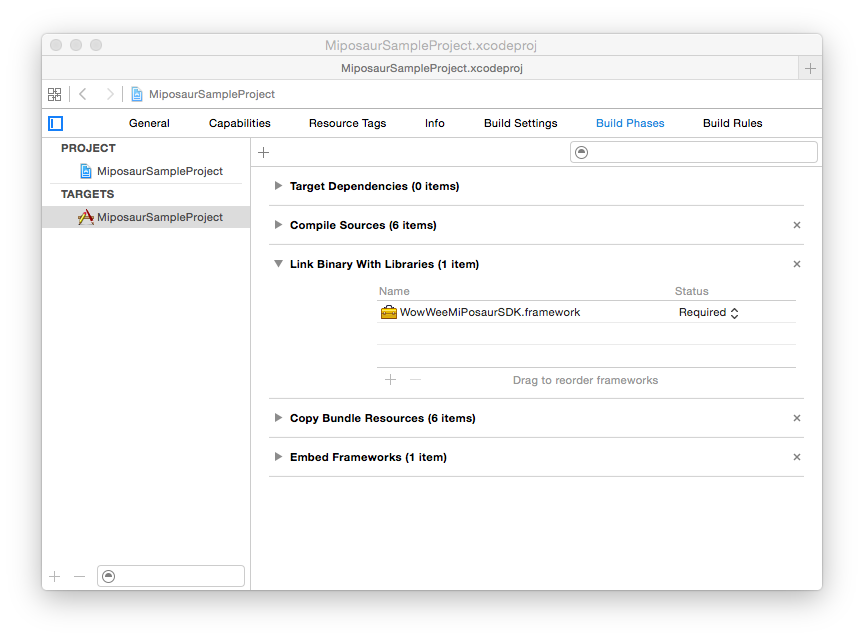 MiposaurSampleProject.xcodeproj
MiposaurSampleProject.xcodeproj
MiposaurSampleProject
General Capabilities Resource Tags Info Build Settings Build Phases Build Rules
PROJECT
MiposaurSampleProject
TARGETS
MiposaurSampleProject
Target Dependencies (0 items)
Compile Sources (6 items)
Link Binary With Libraries (1 item)
Name Status
WowWeeMiPosaurSDK.framework Required
Drag to reorder frameworks
Copy Bundle Resources (6 items)
Embed Frameworks (1 item)